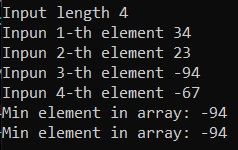 Input length 4
Inpun 1-th element 34
Inpun 2-th element 23
Inpun 3-th element -94
Inpun 4-th element -67
Min element in array: -94
Min element in array: -94